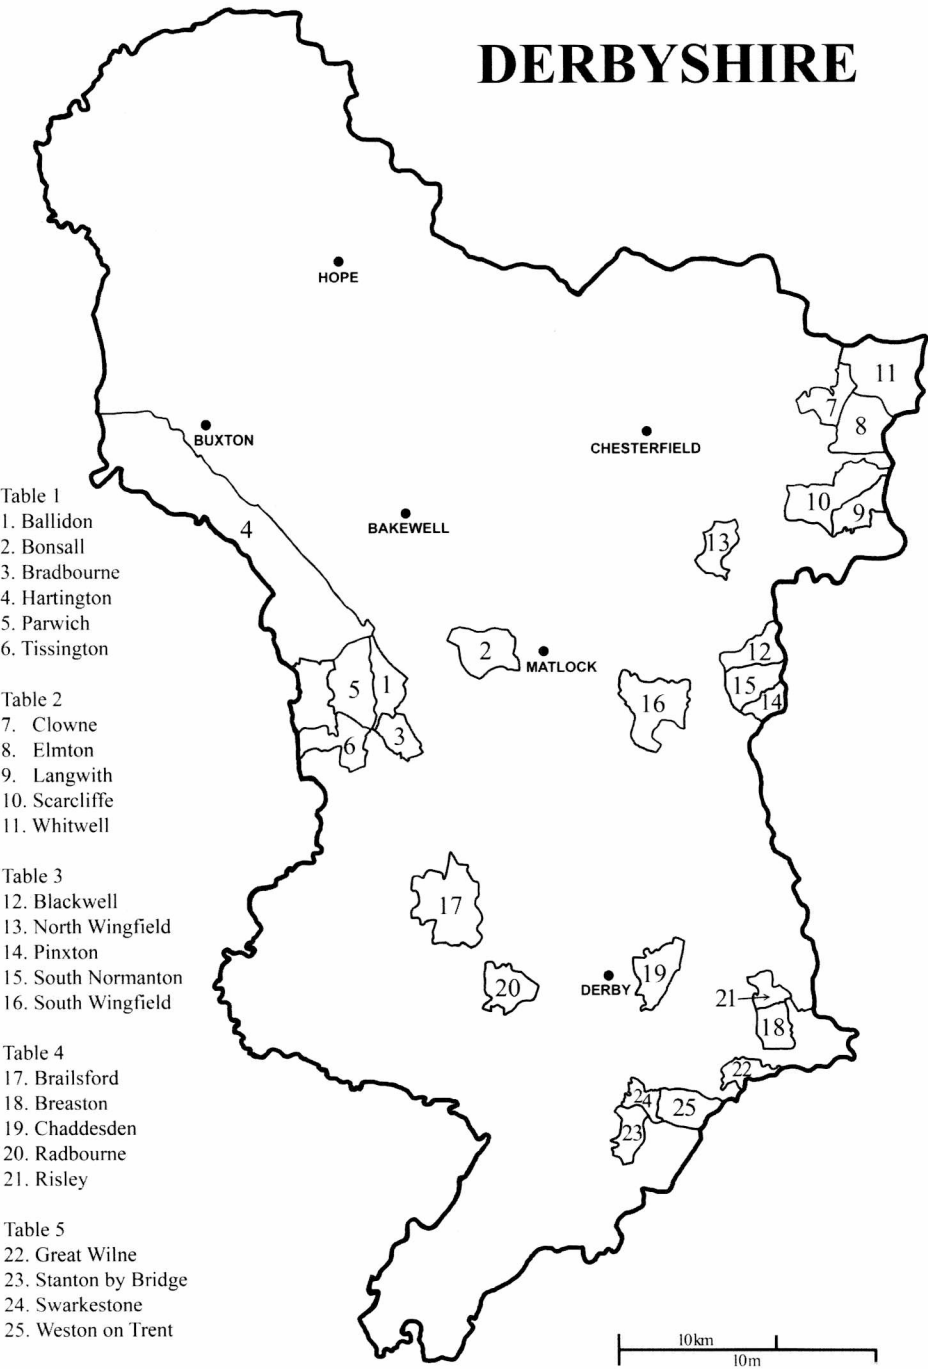 DERBYSHIRE
HOPE
11
7
8
BUXTON
CHESTERFIELD
10
9
4
BAKEWELL
13
Table 1
1. Ballidon
2. Bonsall
3. Bradbourne
4. Hartington
5. Parwich
6. Tissington
2
MATLOCK
12
5
1
15
14
16
6
3
Table 2
7. Clowne
8. Elmton
9. Langwith
10. Scarcliffe
11. Whitwell
Table 3
12. Blackwell
13. North Wingfield
14. Pinxton
15. South Normanton
16. South Wingfield
17
20
DERBY
19
21
18
Table 4
17. Brailsford
18. Breaston
19. Chaddesden
20. Radbourne
21. Risley
22
24
25
23
Table 5
22. Great Wilne
23. Stanton by Bridge
24. Swarkestone
25. Weston on Trent
10km
10m